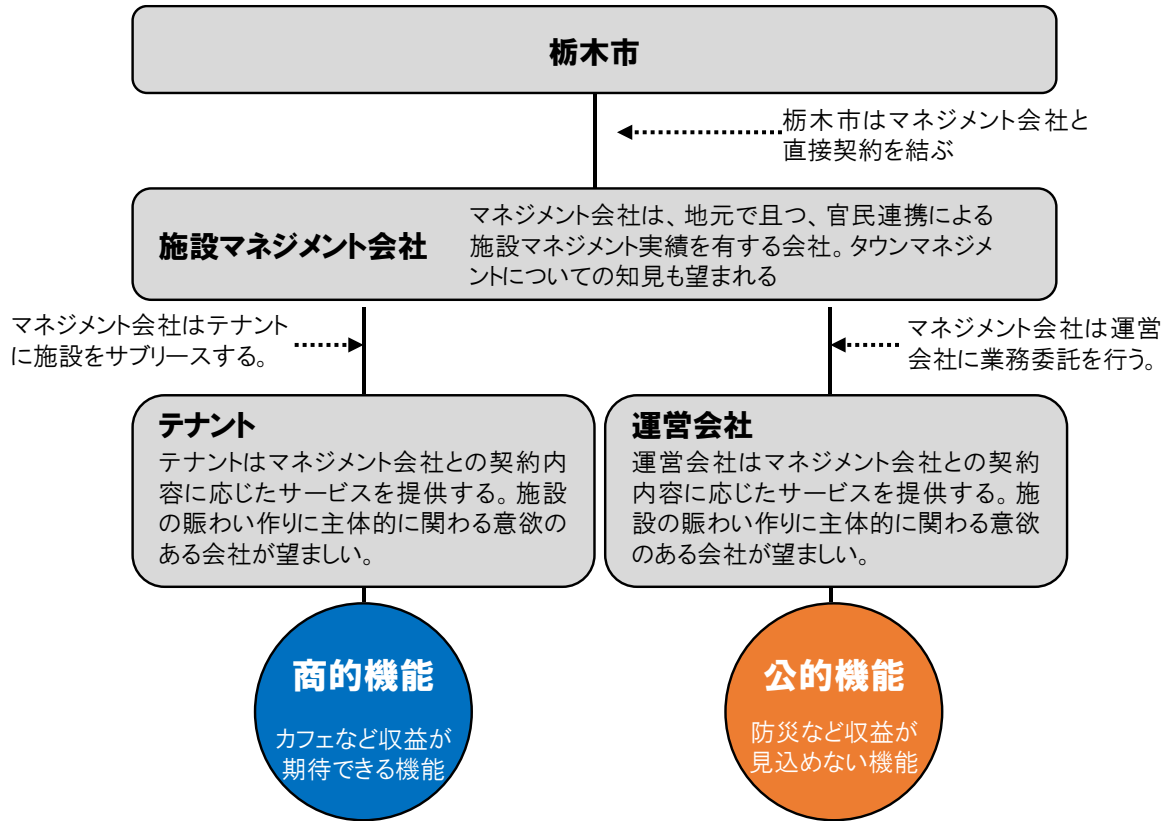 栃木市
栃木市はマネジメント会社と
直接契約を結ぶ
施設マネジメント会社
マネジメント会社は、地元で且つ、官民連携による
施設マネジメント実績を有する会社。タウンマネジメ
ントについての知見も望まれる
マネジメント会社はテナント
に施設をサブリースする。
マネジメント会社は運営
会社に業務委託を行う。
テナント
テナントはマネジメント会社との契約内
容に応じたサービスを提供する。施設
の賑わい作りに主体的に関わる意欲の
ある会社が望ましい。
運営会社
運営会社はマネジメント会社との契約
内容に応じたサービスを提供する。施
設の賑わい作りに主体的に関わる意欲
のある会社が望ましい。
商的機能
カフェなど収益が
期待できる機能
公的機能
防災など収益が
見込めない機能